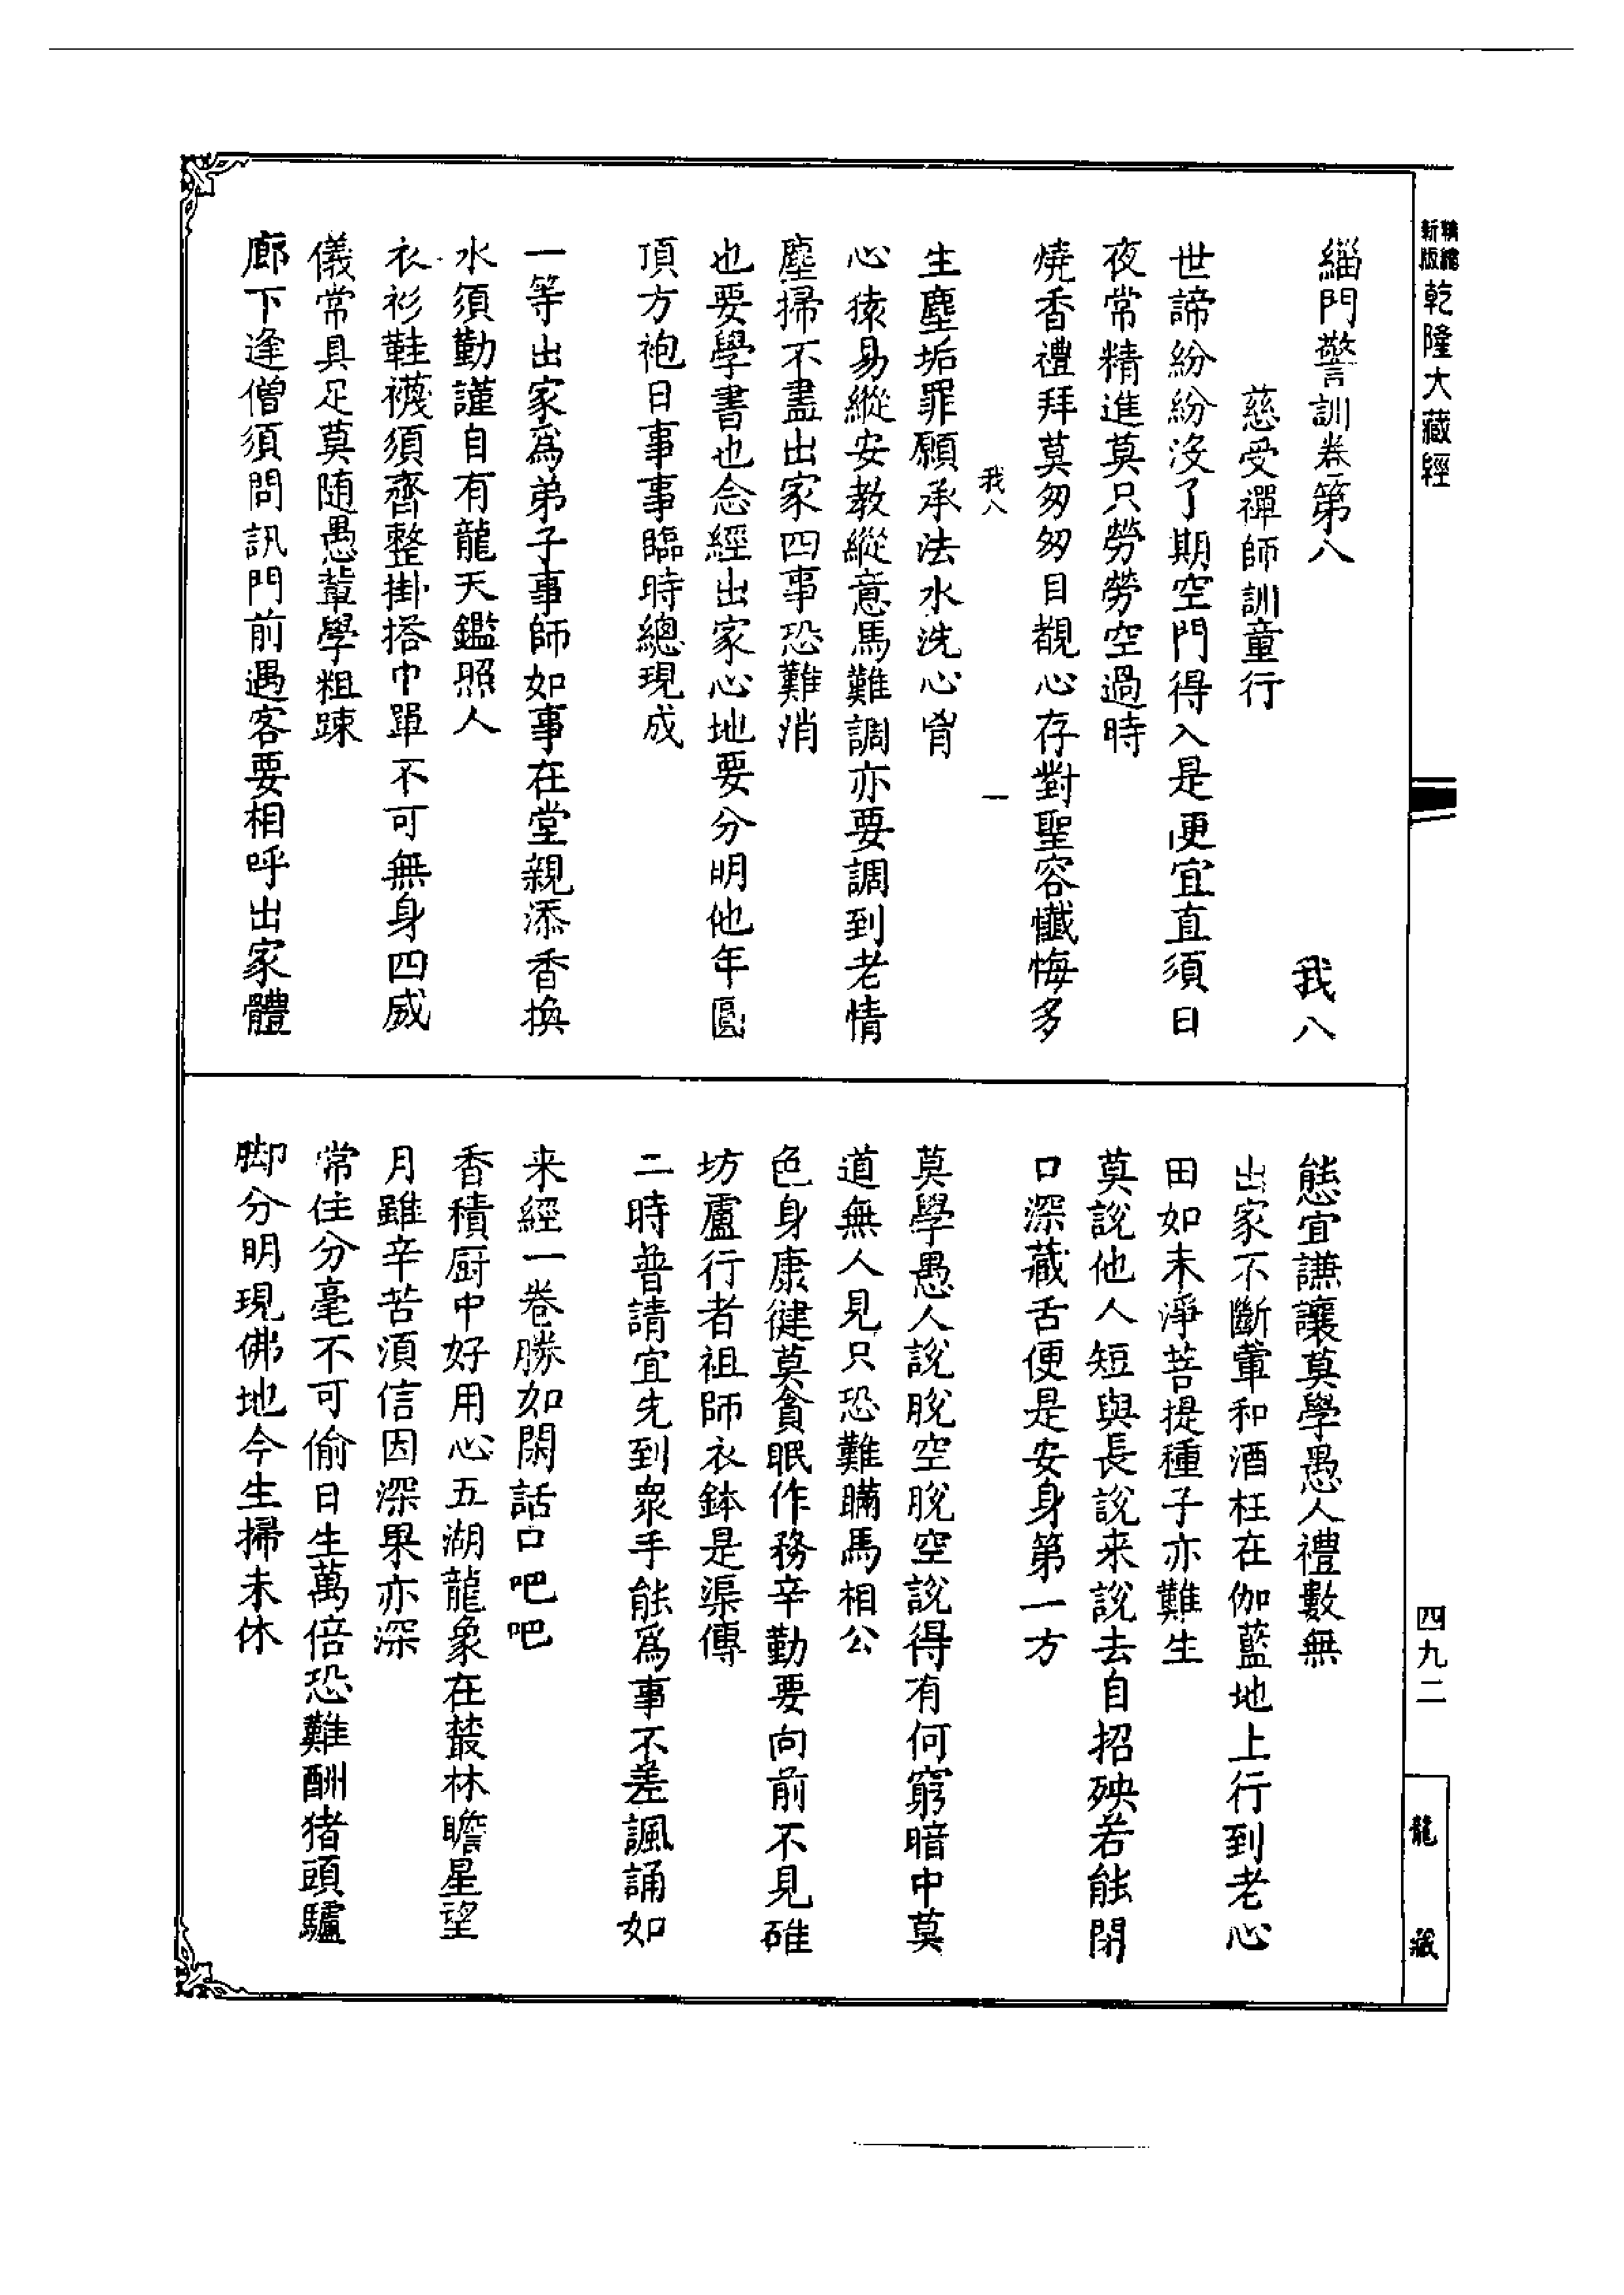 新編縮版乾隆大藏經
緇門警訓卷第八 我八
慈受禪師訓童行
世諦紛紛沒了期空門得入是便宜直須日
夜常精進莫只勞勞空過時
燒香禮拜莫匆匆目覩心存對聖容懺悔多
我八 一
生塵垢罪願承法水洗心胷
心猿易縱安教縱意馬難調亦要調到老情
塵掃不盡出家四事恐難消
也要學書也念經出家心地要分明他年圓
頂方袍日事事臨時總現成
一等出家為弟子事師如事在堂親添香換
水須勤謹自有龍天鑑照人
衣衫鞋襪須齊整掛搭巾單不可無身四威
儀常具足莫隨愚輩學粗踈
廊下逢僧須問訊門前遇客要相呼出家體
態宜謙讓莫學愚人禮數無
出家不斷葷和酒枉在伽藍地上行到老心
田如未淨菩提種子亦難生
莫說他人短與長說来說去自招殃若能閉
口深藏舌便是安身第一方
莫學愚人說脫空脫空說得有何窮暗中莫
道無人見只恐難瞞馬相公
色身康健莫貪眠作務辛勤要向前不見碓
坊盧行者祖師衣鉢是渠傳
二時普請宜先到眾手能為事不差諷誦如
来經一卷勝如閑話口吧吧
香積厨中好用心五湖龍象在叢林瞻星望
月雖辛苦須信因深果亦深
常住分毫不可偷日生萬倍恐難酬猪頭驢
脚分明現佛地今生掃未休
四九二
龍藏